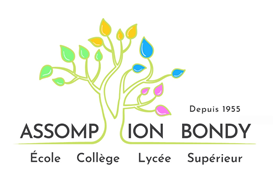 Depuis 1955
ASSOMPTION BONDY
École Collège Lycée Supérieur